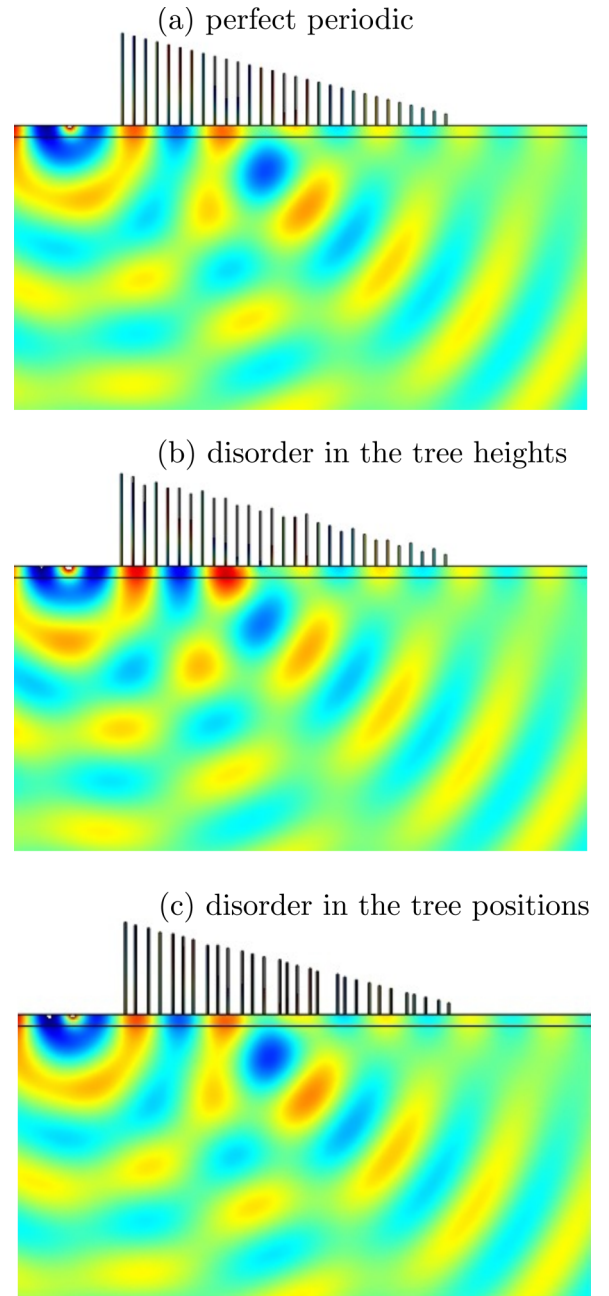 (a) perfect periodic
(b) disorder in the tree heights
(c) disorder in the tree positions